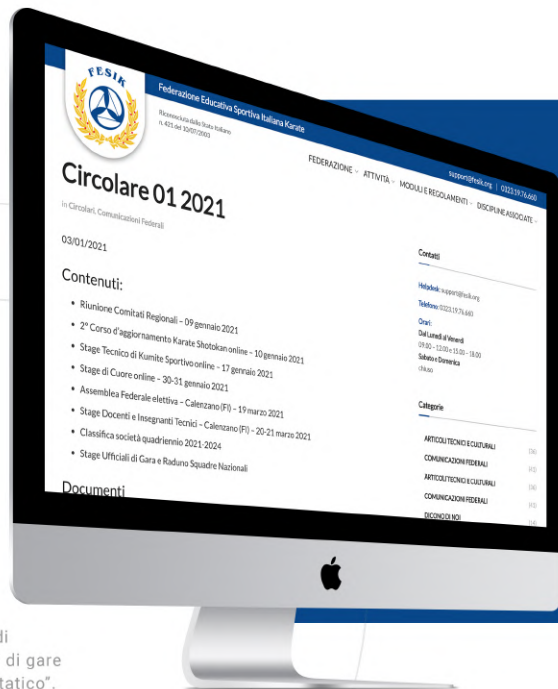 FESIK
Federazione Educativa Sportiva Italiana Karate
Riconosciuta dallo Stato Italiano
n. 421 del 10/07/2003
support@fesik.org | 0323.19.76.660
FEDERAZIONE ATTIVITÀ MODULI E REGOLAMENTI DISCIPLINE ASSOCIATE
Circolare 01 2021
in Circolari, Comunicazioni Federali
03/01/2021
Contenuti:
• Riunione Comitati Regionali – 09 gennaio 2021
• 2° Corso d'aggiornamento Karate Shotokan online – 10 gennaio 2021
• Stage Tecnico di Kumite Sportivo online – 17 gennaio 2021
• Stage di Cuore online – 30-31 gennaio 2021
• Assemblea Federale elettiva – Calenzano (FI) – 19 marzo 2021
• Stage Docenti e Insegnanti Tecnici – Calenzano (FI) – 20-21 marzo 2021
• Classifica società quadriennio 2021-2024
• Stage Ufficiali di Gara e Raduno Squadre Nazionali
Documenti
Contatti
Helpdesk: support@fesik.org
Telefono: 0323.19.76.660
Orari:
Dal Lunedì al Venerdì
09:00 – 12:00 e 15:00 – 18:00
Sabato e Domenica
chiuso
Categorie
ARTICOLI TECNICI E CULTURALI (36)
COMUNICAZIONI FEDERALI (41)
ARTICOLI TECNICI E CULTURALI (36)
COMUNICAZIONI FEDERALI (41)
DICONO DI NOI
di
di gare
tatico",